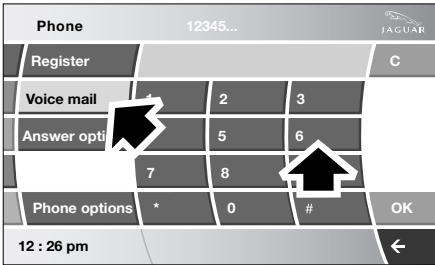 Phone 12345... JAGUAR
Register C
Voice mail 2 3
Answer 5 6
7 8
Phone options * 0 # OK
12 : 26 pm